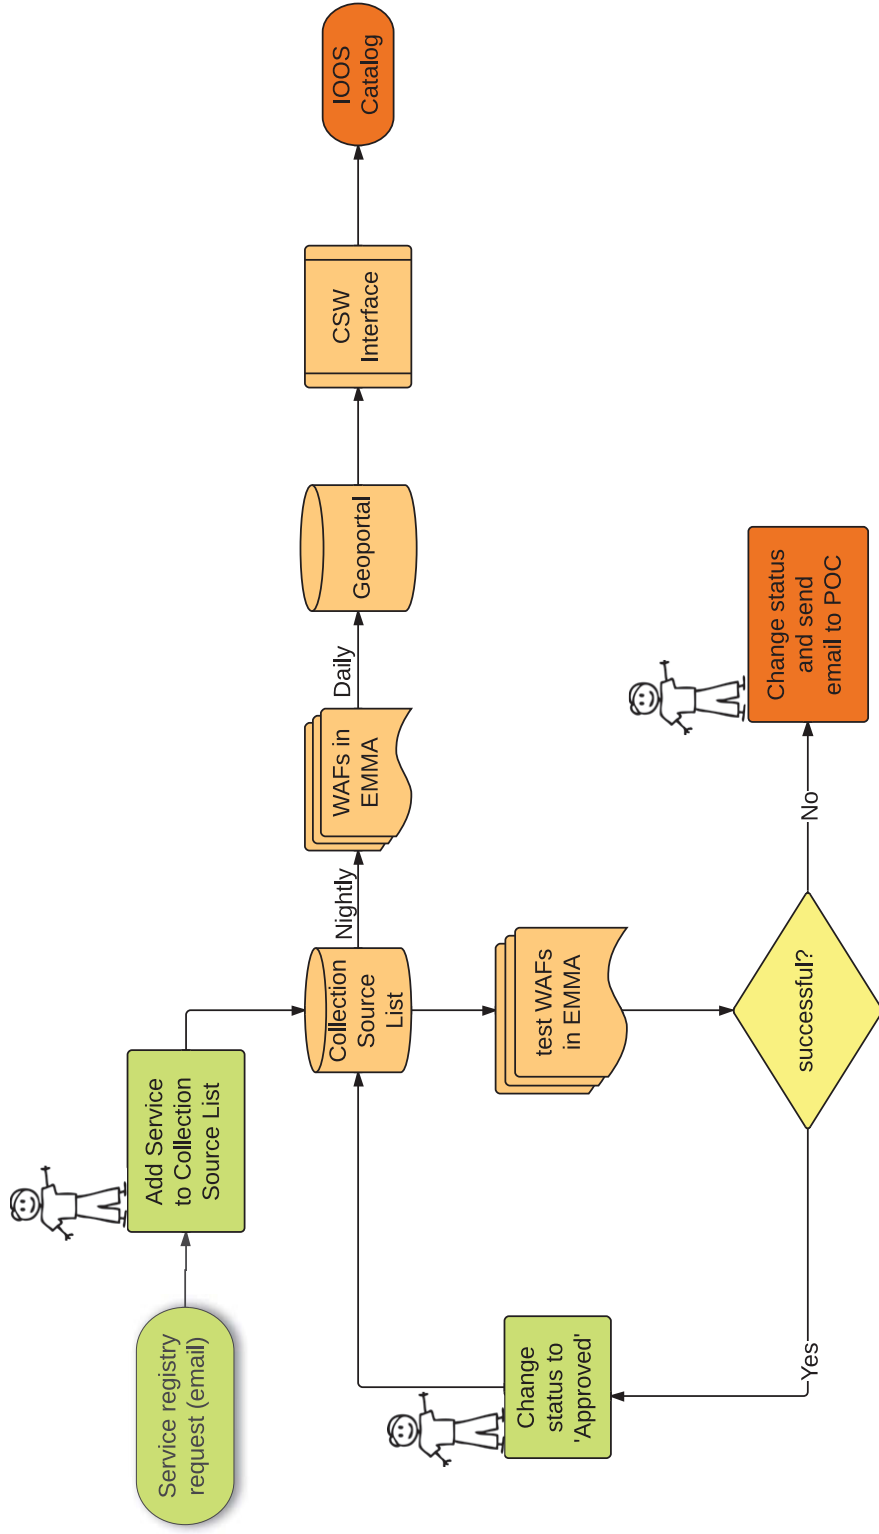 Service registry
request (email)
Add Service
to Collection
Source List
Collection
Source
List
Nightly
WAFs in
EMMA
Daily
Geoportal
CSW
Interface
IOOS
Catalog
test WAFs
in EMMA
successful?
Yes
Change
status to
'Approved'
No
Change status
and send
email to POC